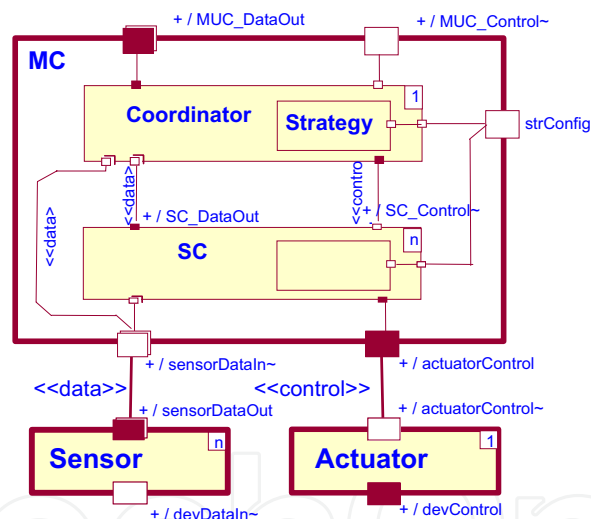 + / MUC_DataOut
+ / MUC_Control~
MC
Coordinator
1
Strategy
strConfig
<<data>
<<data>
<<contro
+ / SC_DataOut
+ / SC_Control~
SC
n
+ / sensorDataIn~
+ / actuatorControl
<<data>>
<<control>>
+ / sensorDataOut
+ / actuatorControl~
Sensor
n
Actuator
1
+ / devDataIn~
+ / devControl